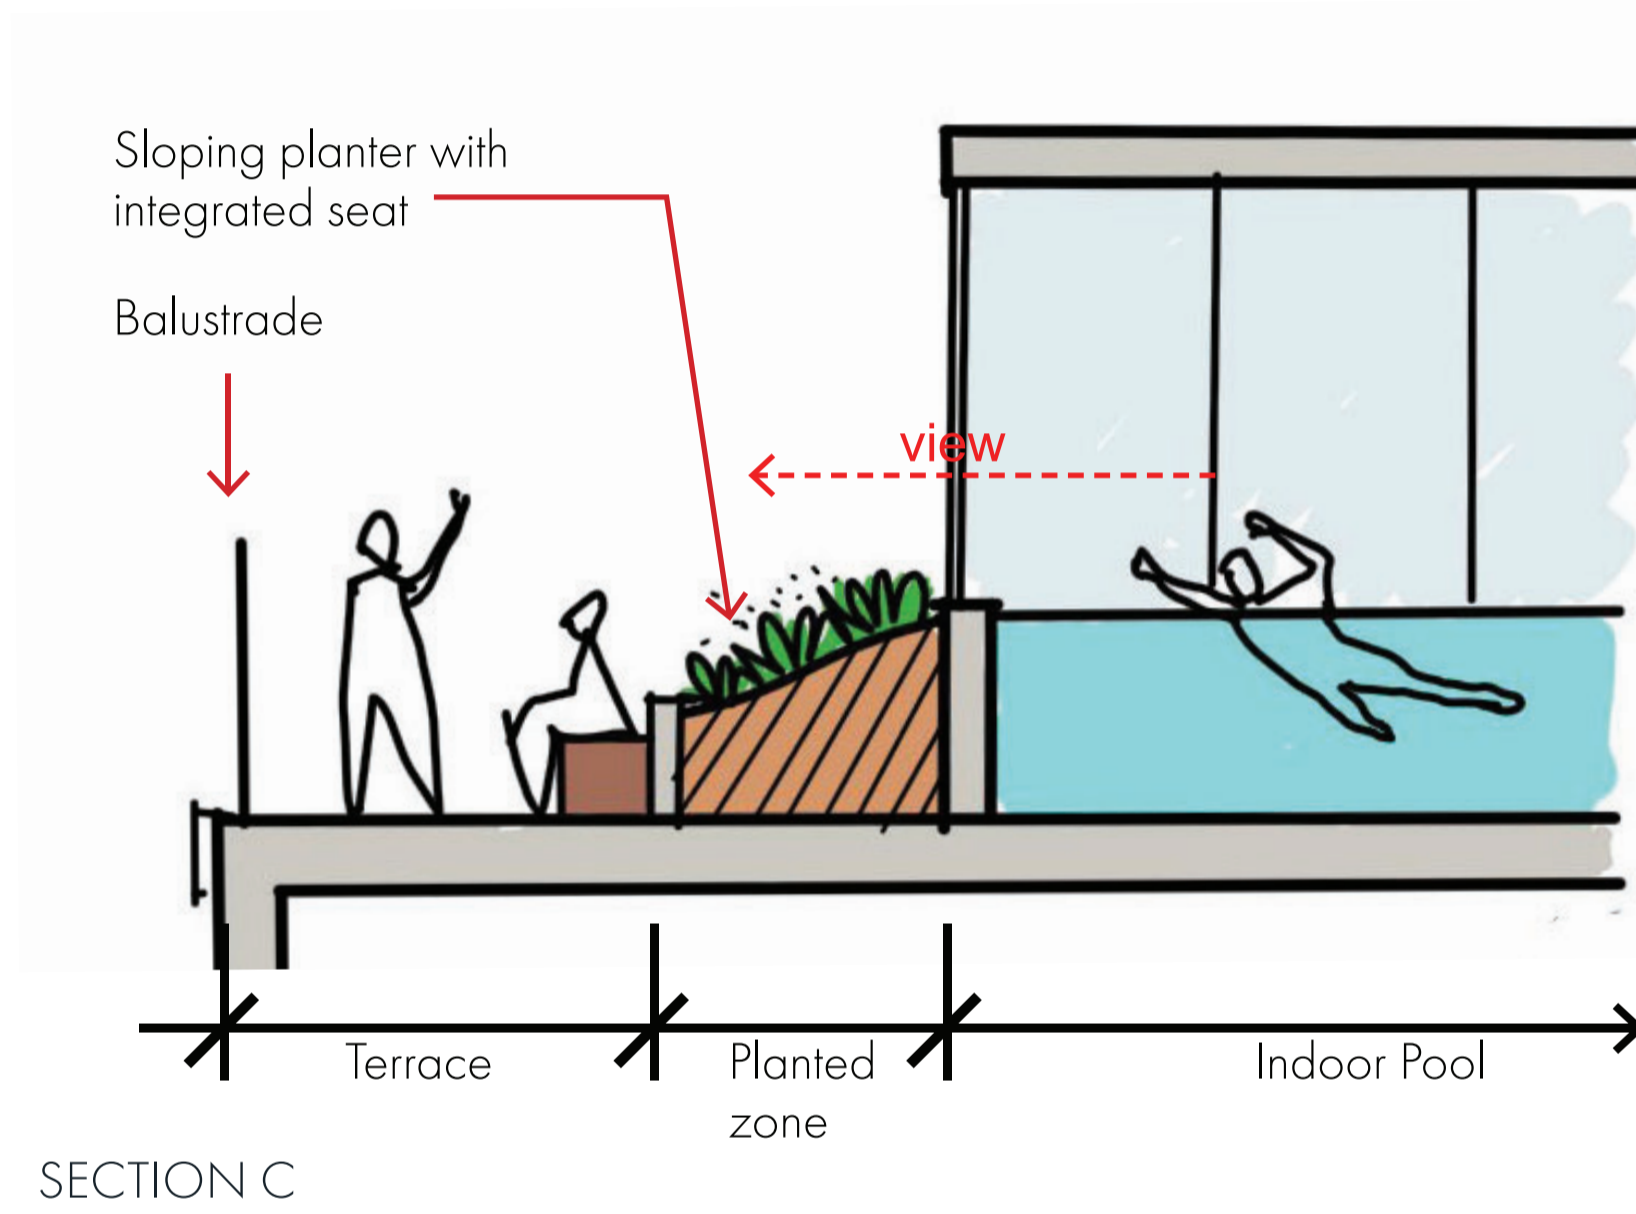 Sloping planter with
integrated seat
Balustrade
view
Terrace
Planted
zone
Indoor Pool
SECTION C